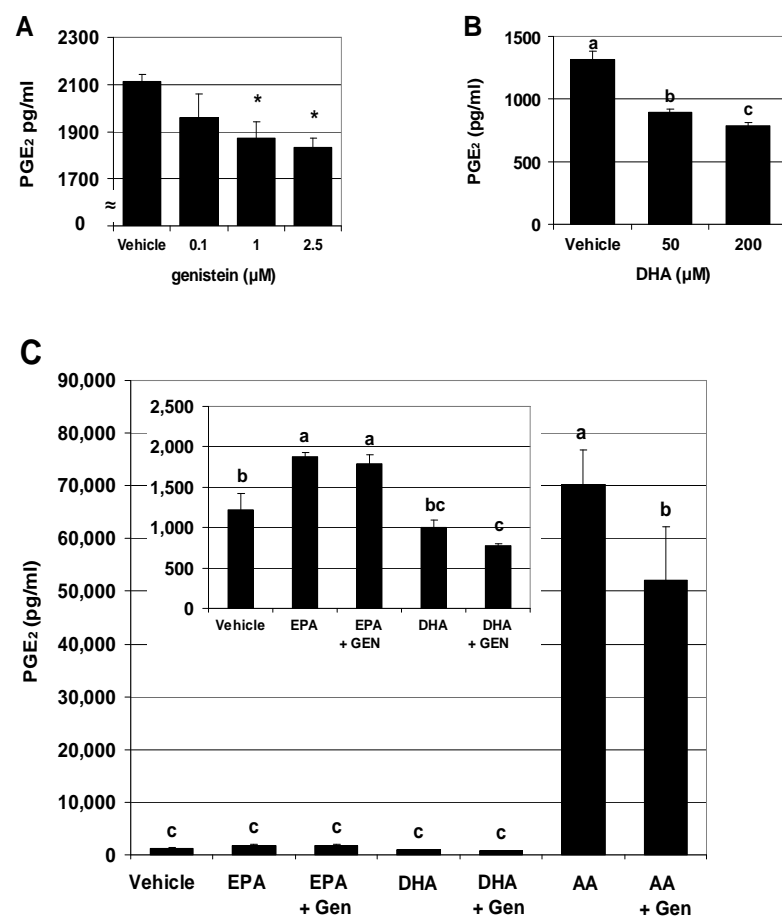 A
2300
2100
1900
1700
≈
0
PGE₂ pg/ml
*
*
Vehicle 0.1 1 2.5
genistein (µM)
B
1500
1000
500
0
PGE² (pg/ml)
a
b
c
Vehicle 50 200
DHA (µM)
C
90,000
80,000
70,000
60,000
50,000
40,000
30,000
20,000
10,000
0
PGE₂ (pg/ml)
2,500
2,000
1,500
1,000
500
0
b a a bc c
Vehicle EPA EPA + GEN DHA DHA + GEN
a
b
c c c c c
Vehicle EPA EPA DHA DHA AA AA
+ Gen + Gen + Gen